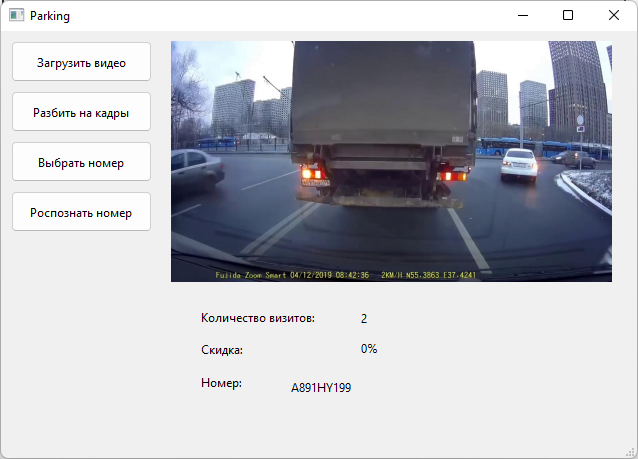 Parking
Загрузить видео
Разбить на кадры
Выбрать номер
Роспознать номер
Fujida Zoom Smart 04/12/2019 08:42:36 2KM/H N55.3863 E37.4241
Количество визитов: 2
Скидка: 0%
Номер: A891HY199